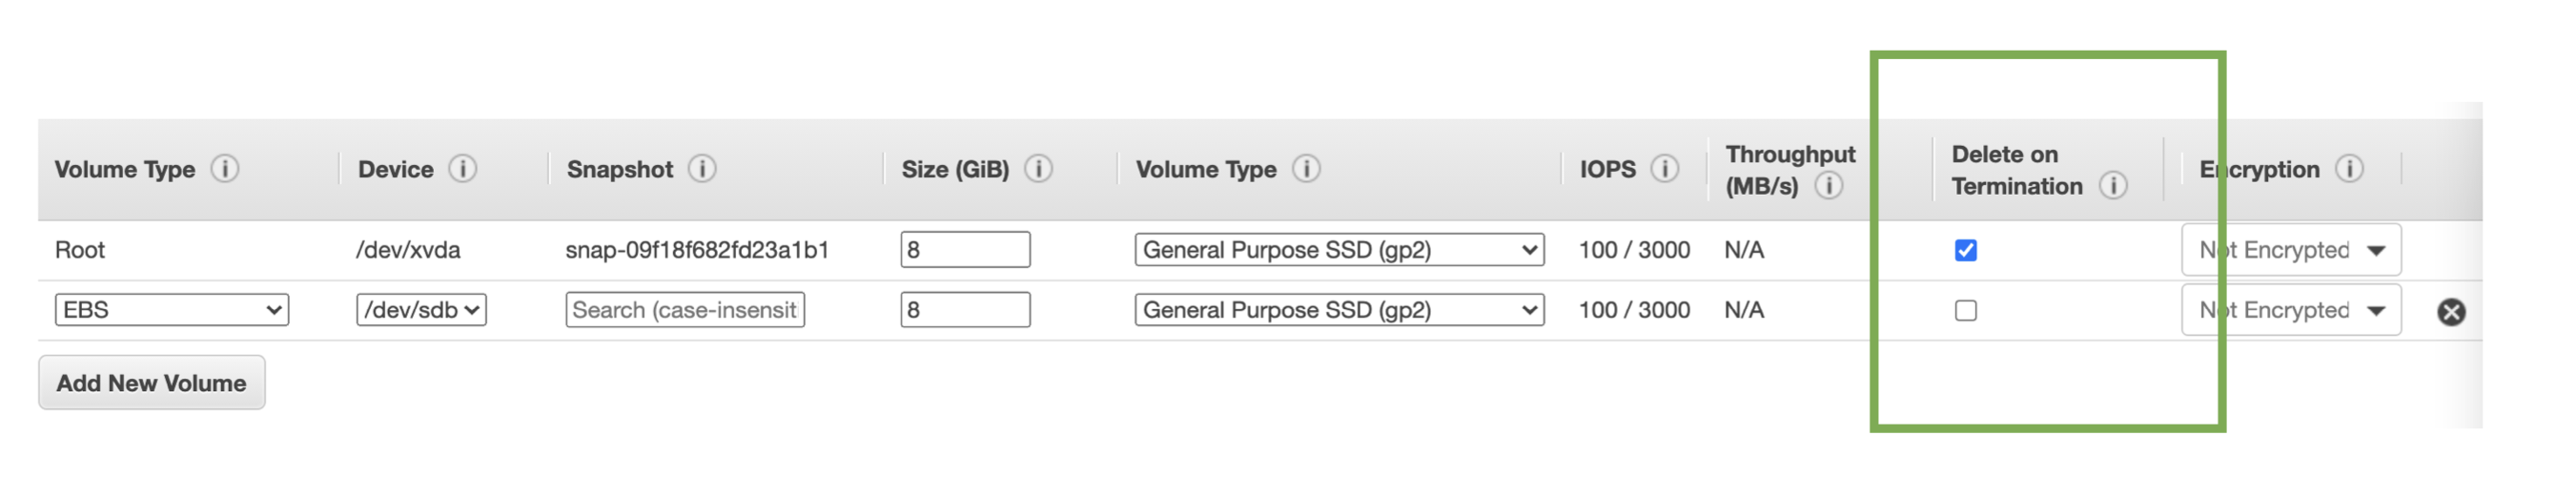 Volume Type Device Snapshot Size (GiB) Volume Type IOPS Throughput (MB/s) Delete on Termination Encryption
Root /dev/xvda snap-09f18f682fd23a1b1 8 General Purpose SSD (gp2) 100 / 3000 N/A Not Encrypted
EBS /dev/sdb Search (case-insensit 8 General Purpose SSD (gp2) 100 / 3000 N/A Not Encrypted
Add New Volume